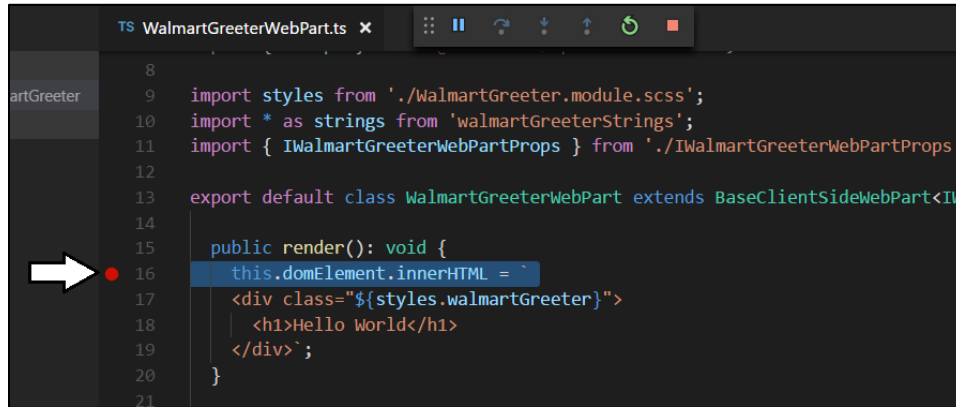 TS WalmartGreeterWebPart.ts ×
artGreeter
8
9 import styles from './WalmartGreeter.module.scss';
10 import * as strings from 'walmartGreeterStrings';
11 import { IWalmartGreeterWebPartProps } from './IWalmartGreeterWebPartProps
12
13 export default class WalmartGreeterWebPart extends BaseClientSideWebPart<IW
14
15 public render(): void {
16 this.domElement.innerHTML = `
17 <div class="${styles.walmartGreeter}">
18 <h1>Hello World</h1>
19 </div>`;
20 }
21